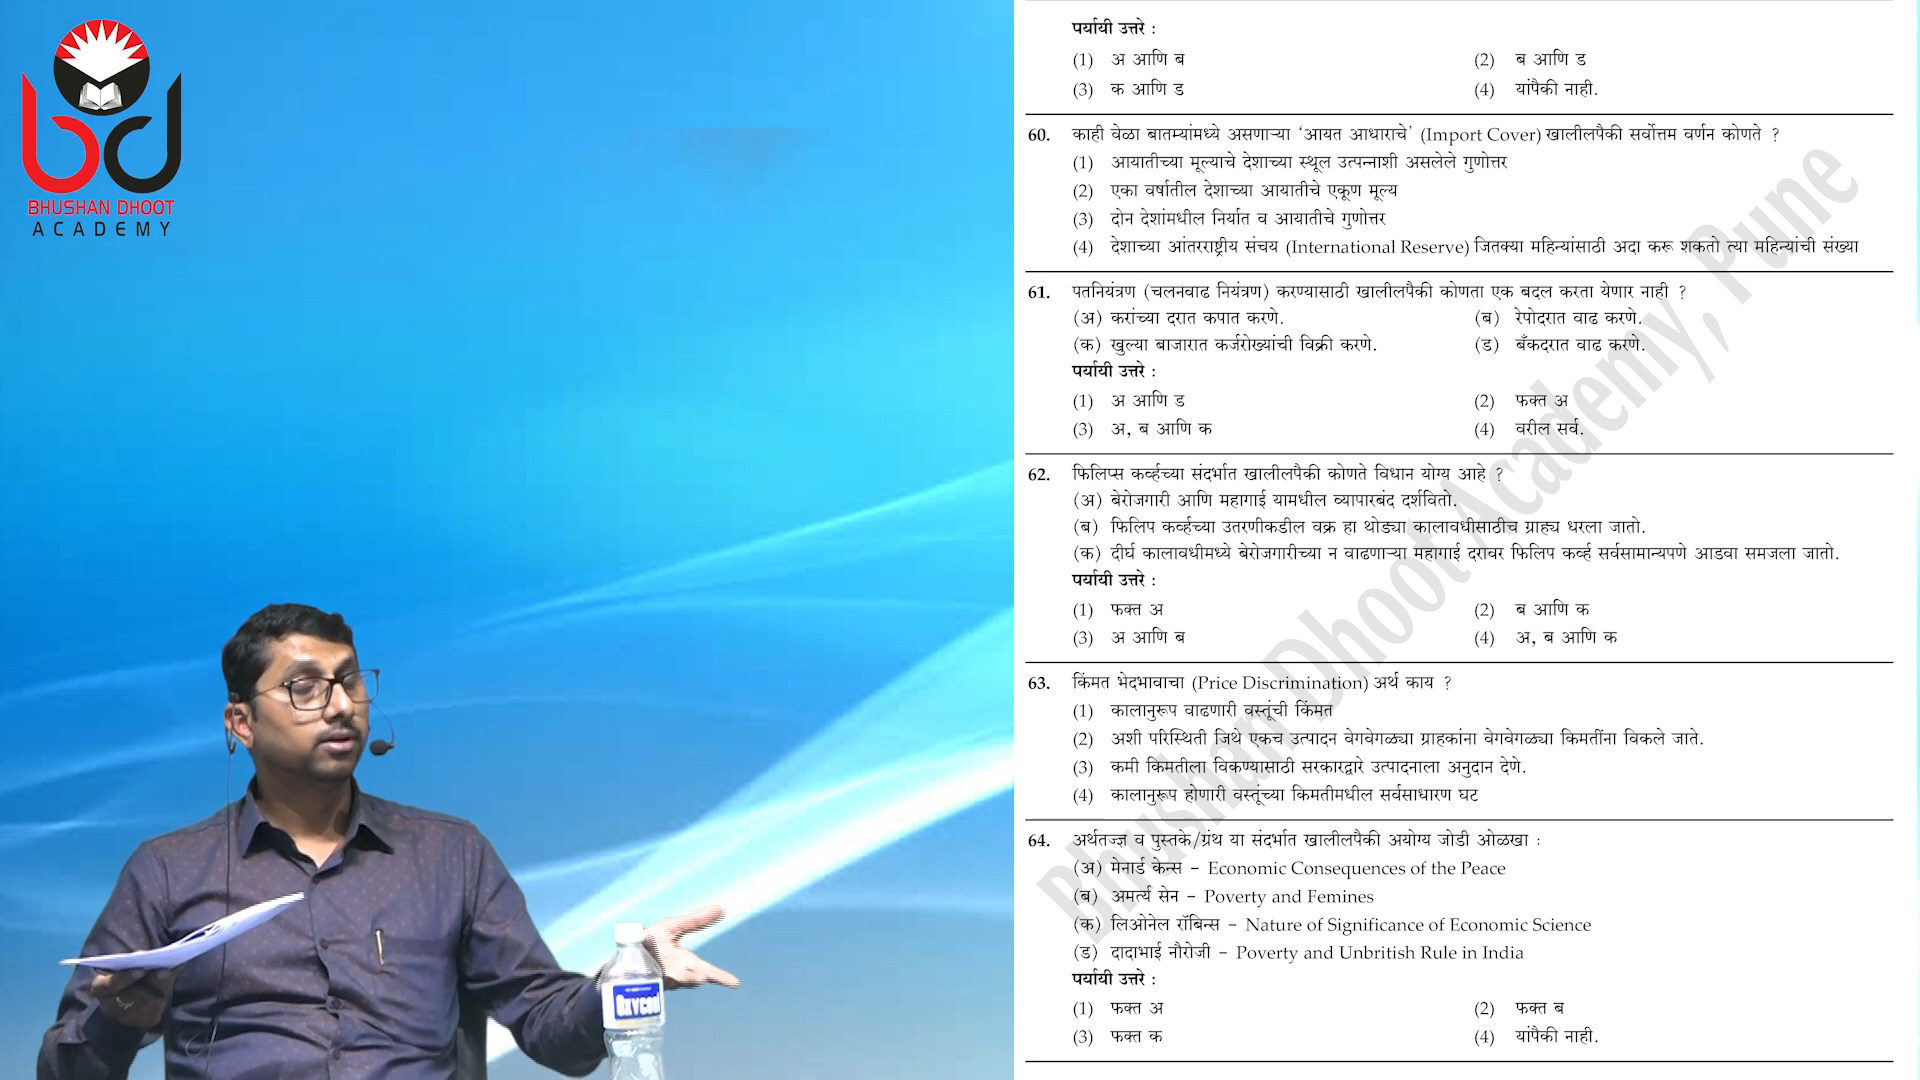 BHUSHAN DHOOT
ACADEMY
पर्यायी उत्तरे :
(1) अ आणि ब (2) ब आणि ड
(3) क आणि ड (4) यांपैकी नाही.
60. काही वेळा बातम्यांमध्ये असणाऱ्या 'आयत आधाराचे' (Import Cover) खालीलपैकी सर्वोत्तम वर्णन कोणते ?
(1) आयातीच्या मूल्याचे देशाच्या स्थूल उत्पन्नाशी असलेले गुणोत्तर
(2) एका वर्षातील देशाच्या आयातीचे एकूण मूल्य
(3) दोन देशांमधील निर्यात व आयातीचे गुणोत्तर
(4) देशाच्या आंतरराष्ट्रीय संचय (International Reserve) जितक्या महिन्यांसाठी अदा करू शकतो त्या महिन्यांची संख्या
61. पतनियंत्रण (चलनवाढ नियंत्रण) करण्यासाठी खालीलपैकी कोणता एक बदल करता येणार नाही ?
(अ) करांच्या दरात कपात करणे. (ब) रेपोदरात वाढ करणे.
(क) खुल्या बाजारात कर्जरोख्यांची विक्री करणे. (ड) बँकदरात वाढ करणे.
पर्यायी उत्तरे :
(1) अ आणि ड (2) फक्त अ
(3) अ, ब आणि क (4) वरील सर्व.
62. फिलिप्स कर्व्हच्या संदर्भात खालीलपैकी कोणते विधान योग्य आहे ?
(अ) बेरोजगारी आणि महागाई यामधील व्यापारबंद दर्शवितो.
(ब) फिलिप कर्व्हच्या उतरणीकडील वक्र हा थोड्या कालावधीसाठीच ग्राह्य धरला जातो.
(क) दीर्घ कालावधीमध्ये बेरोजगारीच्या न वाढणाऱ्या महागाई दरावर फिलिप कर्व्ह सर्वसामान्यपणे आडवा समजला जातो.
पर्यायी उत्तरे :
(1) फक्त अ (2) ब आणि क
(3) अ आणि ब (4) अ, ब आणि क
63. किंमत भेदभावाचा (Price Discrimination) अर्थ काय ?
(1) कालानुरूप वाढणारी वस्तूंची किंमत
(2) अशी परिस्थिती जिथे एकच उत्पादन वेगवेगळ्या ग्राहकांना वेगवेगळ्या किमतींना विकले जाते.
(3) कमी किमतीला विकण्यासाठी सरकारद्वारे उत्पादनाला अनुदान देणे.
(4) कालानुरूप होणारी वस्तूंच्या किमतीमधील सर्वसाधारण घट
64. अर्थतज्ज्ञ व पुस्तके/ग्रंथ या संदर्भात खालीलपैकी अयोग्य जोडी ओळखा :
(अ) मेनार्ड केन्स – Economic Consequences of the Peace
(ब) अमर्त्य सेन – Poverty and Femines
(क) लिओनेल रॉबिन्स – Nature of Significance of Economic Science
(ड) दादाभाई नौरोजी – Poverty and Unbritish Rule in India
पर्यायी उत्तरे :
(1) फक्त अ (2) फक्त ब
(3) फक्त क (4) यांपैकी नाही.
Bhushan Dhoot Academy, Pune
Oxycool